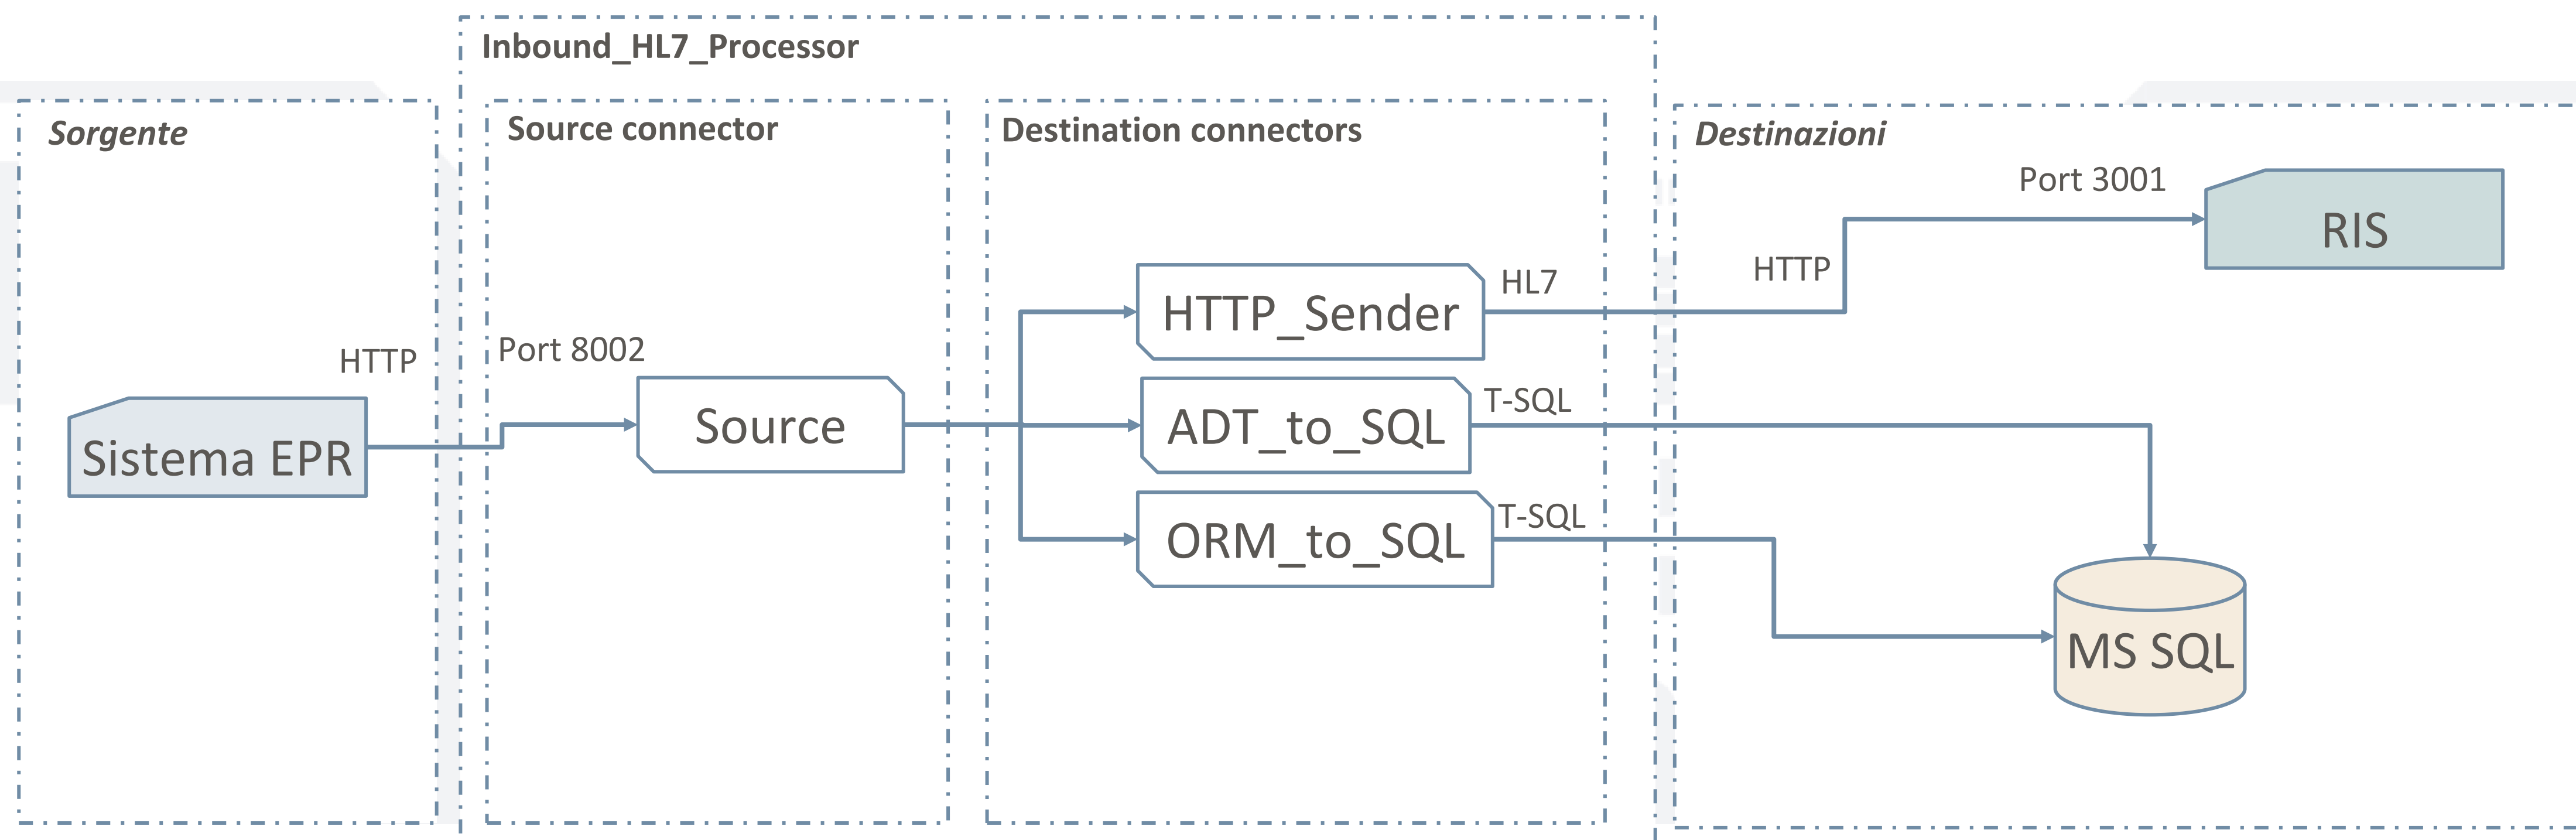 Inbound_HL7_Processor
Sorgente
Source connector
Destination connectors
Destinazioni
Port 3001
RIS
HTTP
HL7
HTTP_Sender
HTTP
Port 8002
Sistema EPR
Source
ADT_to_SQL
T-SQL
ORM_to_SQL
T-SQL
MS SQL